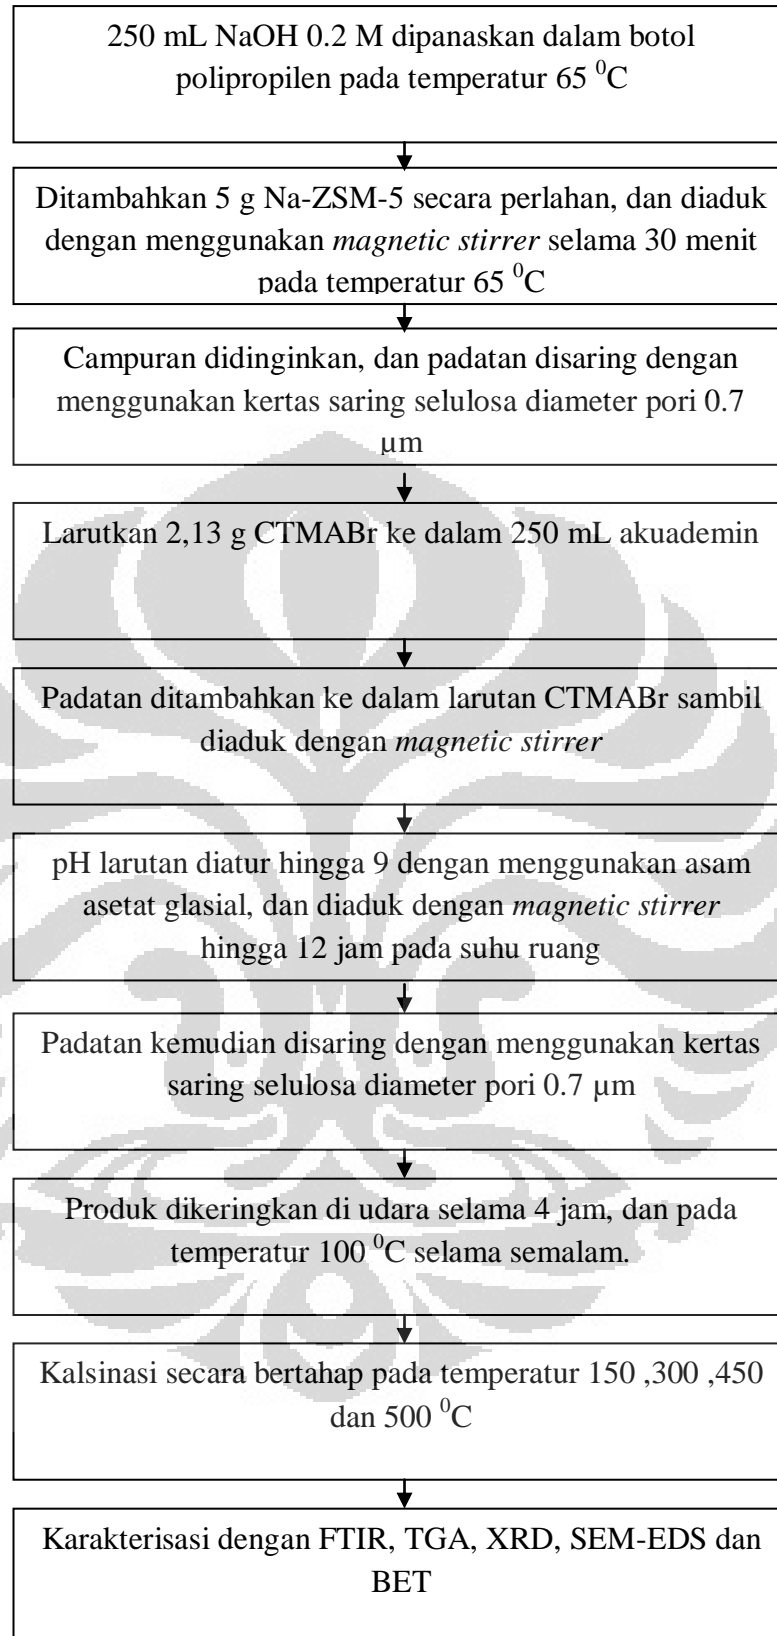 250 mL NaOH 0.2 M dipanaskan dalam botol
polipropilen pada temperatur 65 ⁰C
Ditambahkan 5 g Na-ZSM-5 secara perlahan, dan diaduk
dengan menggunakan magnetic stirrer selama 30 menit
pada temperatur 65 ⁰C
Campuran didinginkan, dan padatan disaring dengan
menggunakan kertas saring selulosa diameter pori 0.7
µm
Larutkan 2,13 g CTMABr ke dalam 250 mL akuademin
Padatan ditambahkan ke dalam larutan CTMABr sambil
diaduk dengan magnetic stirrer
pH larutan diatur hingga 9 dengan menggunakan asam
asetat glasial, dan diaduk dengan magnetic stirrer
hingga 12 jam pada suhu ruang
Padatan kemudian disaring dengan menggunakan kertas
saring selulosa diameter pori 0.7 µm
Produk dikeringkan di udara selama 4 jam, dan pada
temperatur 100 ⁰C selama semalam.
Kalsinasi secara bertahap pada temperatur 150 ,300 ,450
dan 500 ⁰C
Karakterisasi dengan FTIR, TGA, XRD, SEM-EDS dan
BET